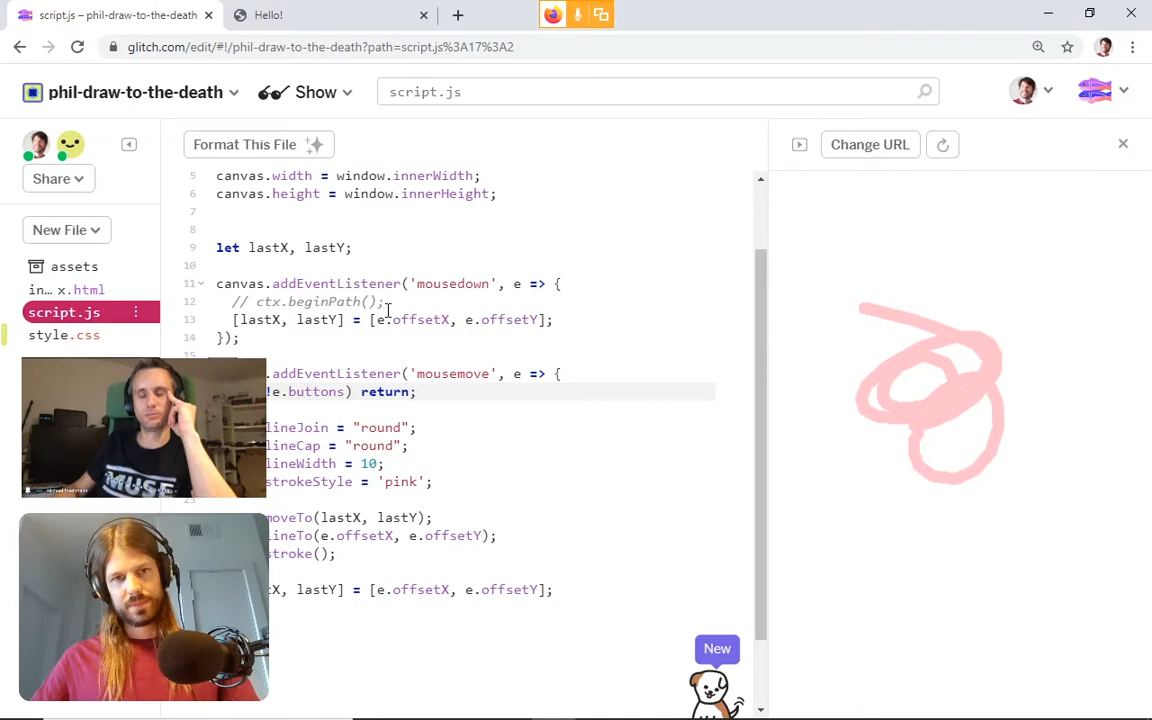 script.js – phil-draw-to-the-death
Hello!
glitch.com/edit/#!/phil-draw-to-the-death?path=script.js%3A17%3A2
phil-draw-to-the-death
Show
script.js
Format This File
Change URL
Share
New File
assets
in… x.html
script.js
style.css
5 canvas.width = window.innerWidth;
6 canvas.height = window.innerHeight;
7
8
9 let lastX, lastY;
10
11 canvas.addEventListener('mousedown', e => {
12 // ctx.beginPath();
13 [lastX, lastY] = [e.offsetX, e.offsetY];
14 });
15
.addEventListener('mousemove', e => {
!e.buttons) return;
lineJoin = "round";
lineCap = "round";
lineWidth = 10;
strokeStyle = 'pink';
23
moveTo(lastX, lastY);
lineTo(e.offsetX, e.offsetY);
stroke();
tX, lastY] = [e.offsetX, e.offsetY];
MUSE
New